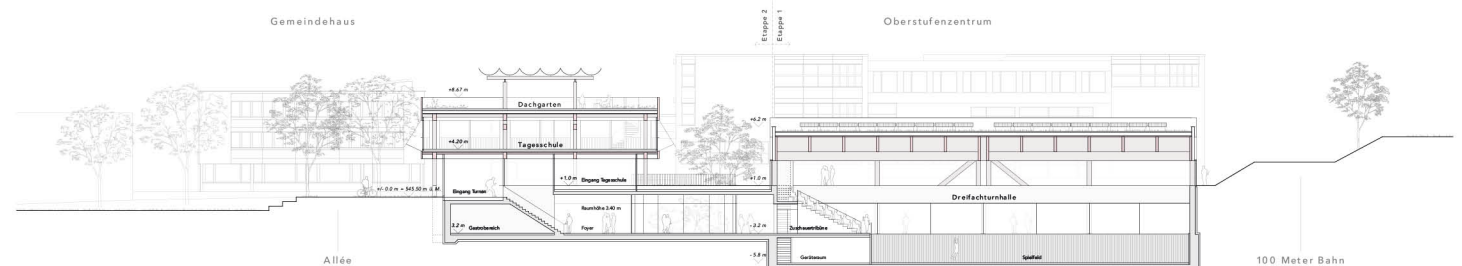 Gemeindehaus
Oberstufenzentrum
Etappe 2
Etappe 1
+8.67 m
Dachgarten
+6.2 m
+4.20 m
Tagesschule
+1.0 m
Eingang Tagesschule
+1.0 m
+/- 0.0 m = 545.50 m ü. M.
Eingang Turnen
Dreifachturnhalle
Raumhöhe 3.40 m
3.2 m
Gastrobereich
Foyer
- 3.2 m
Zuschauertribüne
- 5.8 m
Geräteraum
Spielfeld
Allée
100 Meter Bahn